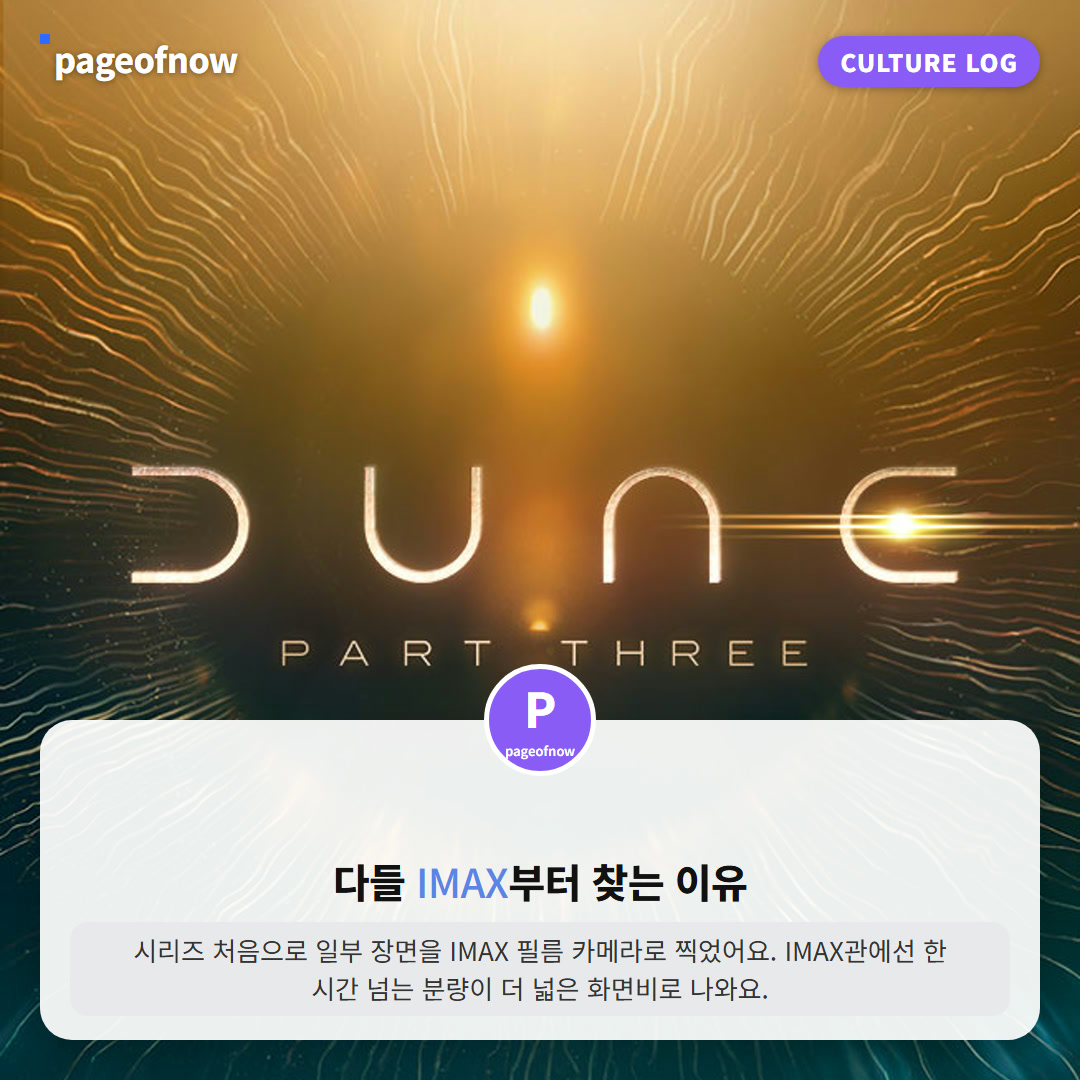 pageofnow
CULTURE LOG
DUNE
PART THREE
P
pageofnow
다들 IMAX부터 찾는 이유
시리즈 처음으로 일부 장면을 IMAX 필름 카메라로 찍었어요. IMAX관에선 한
시간 넘는 분량이 더 넓은 화면비로 나와요.